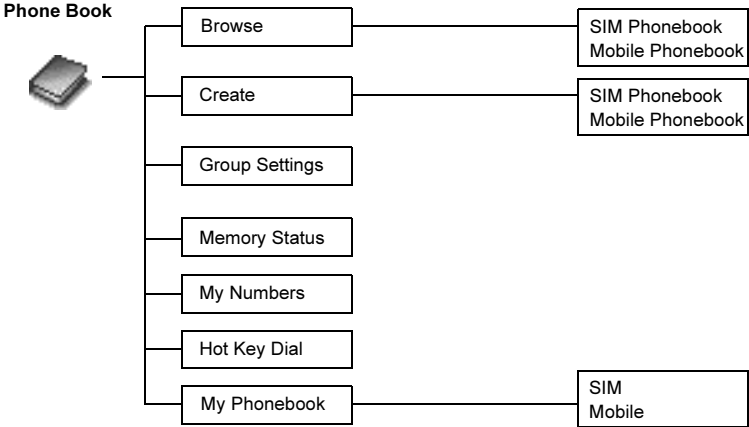 Phone Book
Browse
SIM Phonebook
Mobile Phonebook
Create
SIM Phonebook
Mobile Phonebook
Group Settings
Memory Status
My Numbers
Hot Key Dial
My Phonebook
SIM
Mobile